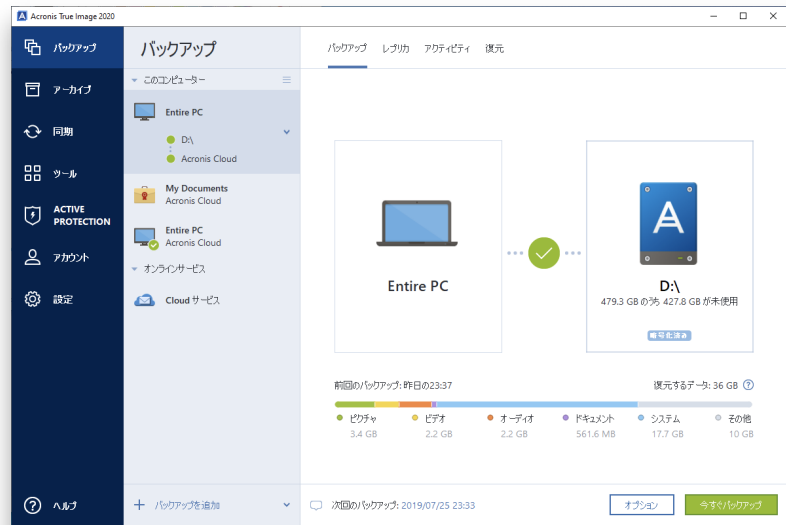 Acronis True Image 2020
バックアップ
アーカイブ
同期
ツール
ACTIVE
PROTECTION
アカウント
設定
ヘルプ
バックアップ
このコンピューター
Entire PC
D:\
Acronis Cloud
My Documents
Acronis Cloud
Entire PC
Acronis Cloud
オンラインサービス
Cloud サービス
バックアップを追加
バックアップ レプリカ アクティビティ 復元
Entire PC
D:\
479.3 GB のうち 427.8 GB が未使用
暗号化済み
前回のバックアップ: 昨日の23:37 復元するデータ: 36 GB
ピクチャ ビデオ オーディオ ドキュメント システム その他
3.4 GB 2.2 GB 2.2 GB 561.6 MB 17.7 GB 10 GB
次回のバックアップ: 2019/07/25 23:33 オプション 今すぐバックアップ